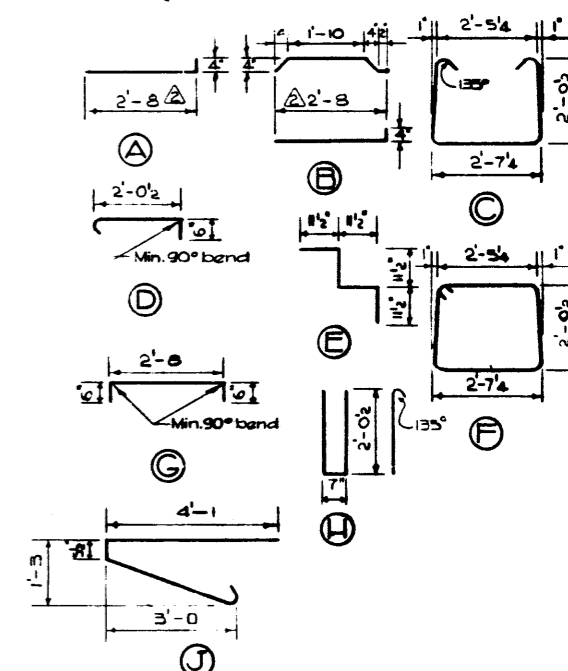 4"
2'-8 2
A
1'-10 4" 2"
4"
2 2'-8
4"
B
1" 2'-5¼ 1"
135°
2'-0½
2'-7¼
C
2'-0½
6"
Min. 90° bend
D
11½" 11½"
11½"
11½"
E
1" 2'-5¼ 1"
2'-0½
2'-7¼
F
2'-8
6" 6"
Min. 90° bend
G
2'-0½
135°
7"
H
4'-1
1'-3
3'-0
J